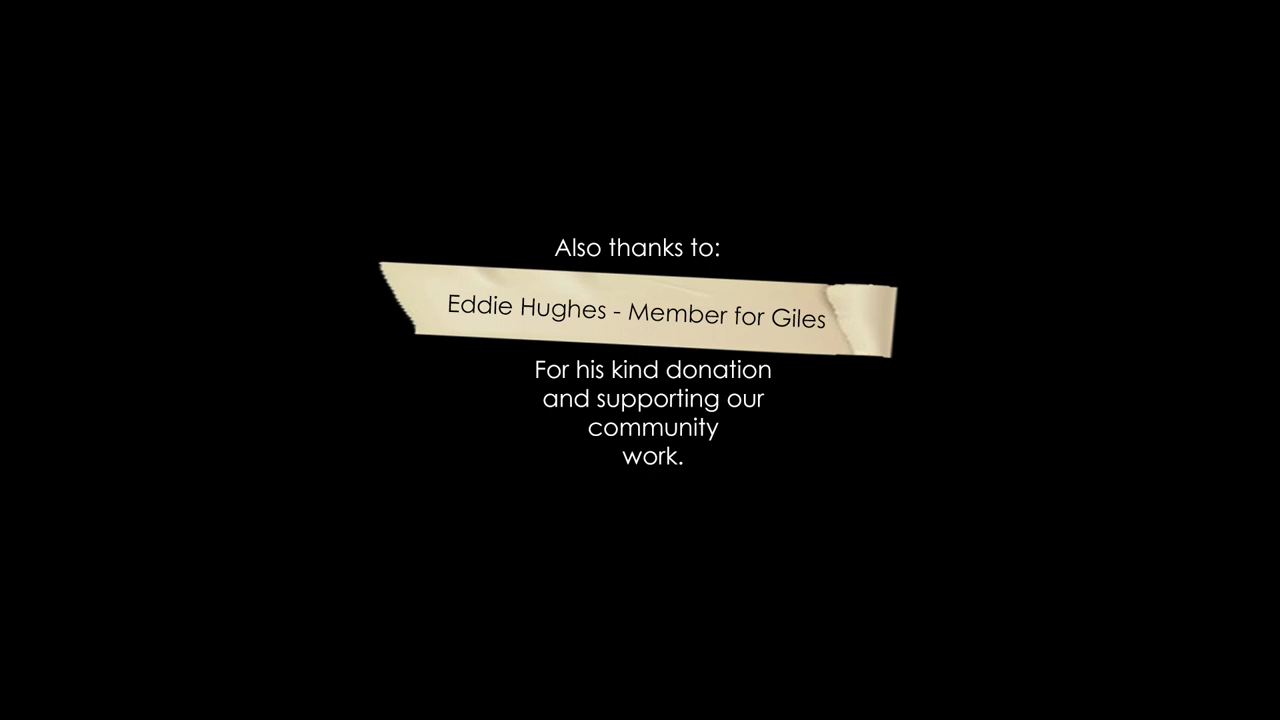 Also thanks to:
Eddie Hughes - Member for Giles
For his kind donation
and supporting our
community
work.